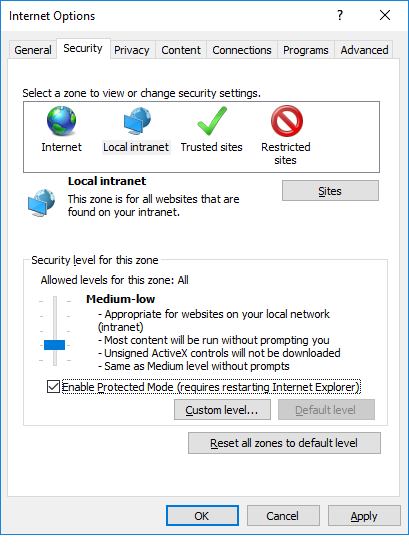 Internet Options
? ×
General Security Privacy Content Connections Programs Advanced
Select a zone to view or change security settings.
Internet Local intranet Trusted sites Restricted
sites
Local intranet
This zone is for all websites that are
found on your intranet.
Sites
Security level for this zone
Allowed levels for this zone: All
Medium-low
- Appropriate for websites on your local network
(intranet)
- Most content will be run without prompting you
- Unsigned ActiveX controls will not be downloaded
- Same as Medium level without prompts
Enable Protected Mode (requires restarting Internet Explorer)
Custom level... Default level
Reset all zones to default level
OK Cancel Apply